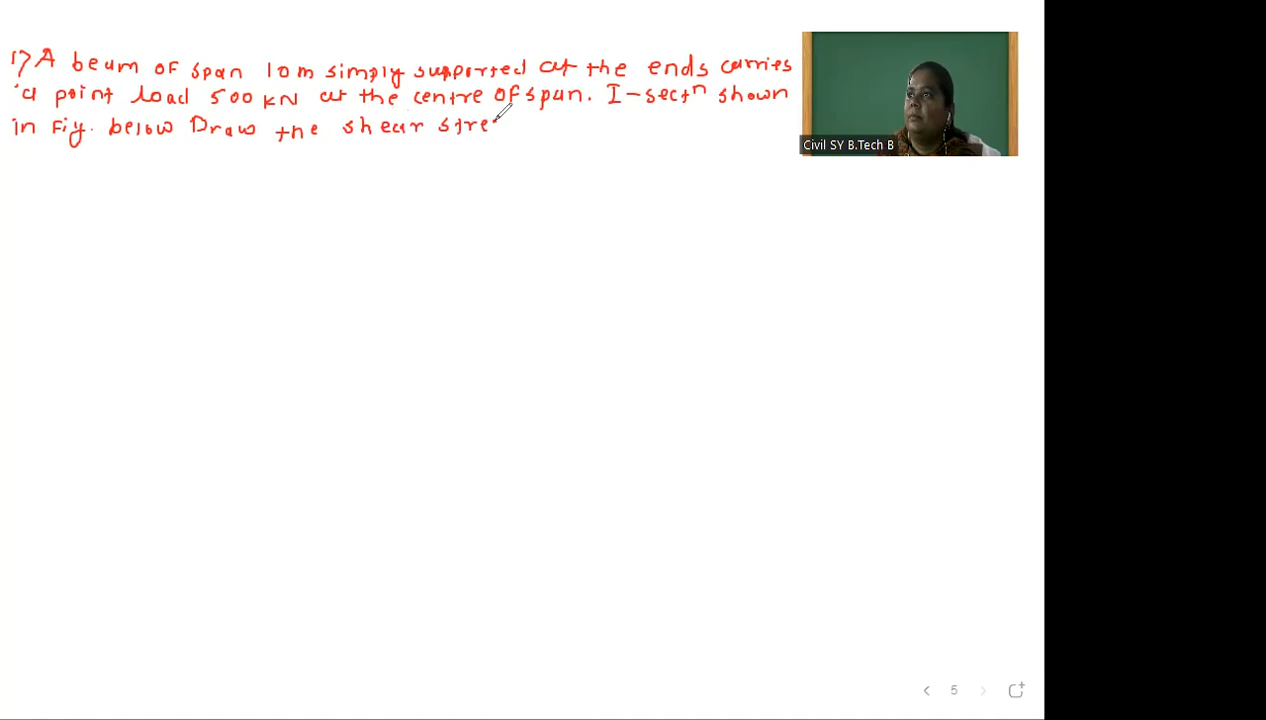 1) A beam of span 10m simply supported at the ends carries
a point load 500 kN at the centre of span. I-sectn shown
in Fig. below Draw the shear stre
Civil SY B.Tech B
5